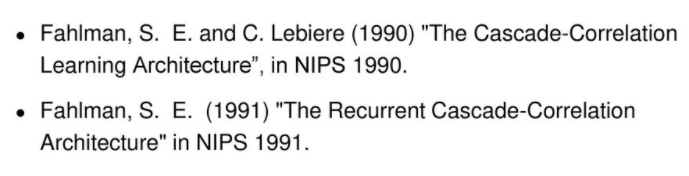 • Fahlman, S. E. and C. Lebiere (1990) "The Cascade-Correlation
Learning Architecture”, in NIPS 1990.
• Fahlman, S. E. (1991) "The Recurrent Cascade-Correlation
Architecture" in NIPS 1991.